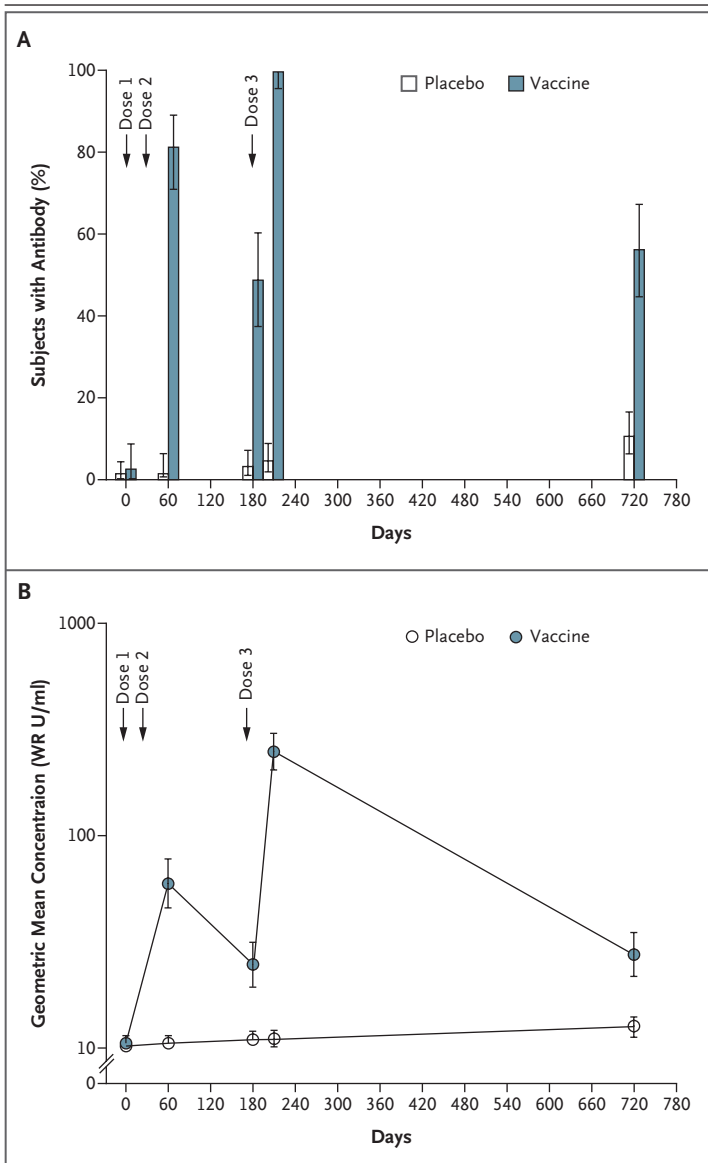 A
Dose 1
Dose 2
Dose 3
Placebo
Vaccine
Subjects with Antibody (%)
100
80
60
40
20
0
0 60 120 180 240 300 360 420 480 540 600 660 720 780
Days
B
Dose 1
Dose 2
Dose 3
Placebo
Vaccine
Geometric Mean Concentraion (WR U/ml)
1000
100
10
0
0 60 120 180 240 300 360 420 480 540 600 660 720 780
Days